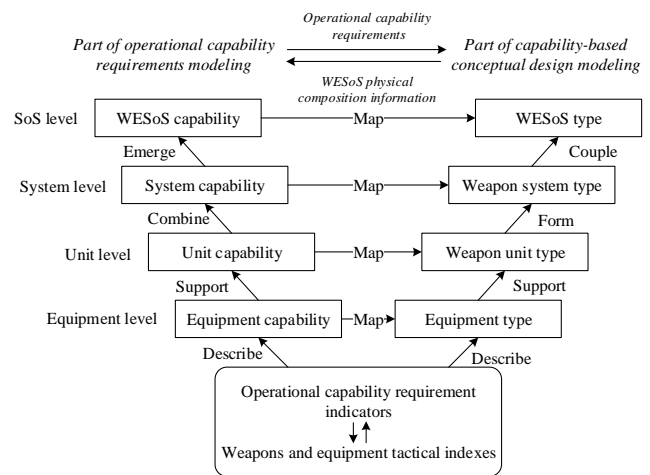 Operational capability
requirements
Part of operational capability
requirements modeling
Part of capability-based
conceptual design modeling
WESoS physical
composition information
SoS level
WESoS capability
Map
WESoS type
Emerge
Couple
System level
System capability
Map
Weapon system type
Combine
Form
Unit level
Unit capability
Map
Weapon unit type
Support
Support
Equipment level
Equipment capability
Map
Equipment type
Describe
Describe
Operational capability requirement
indicators
Weapons and equipment tactical indexes